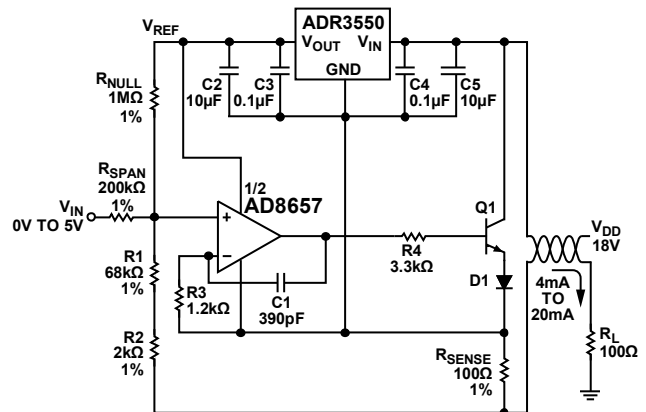 ADR3550
V_REF
V_OUT V_IN
GND
R_NULL
1MΩ
1%
C2
10µF
C3
0.1µF
C4
0.1µF
C5
10µF
R_SPAN
200kΩ
1%
V_IN
0V TO 5V
1/2
AD8657
+
–
Q1
R4
3.3kΩ
V_DD
18V
R1
68kΩ
1%
C1
390pF
R3
1.2kΩ
D1
4mA
TO
20mA
R2
2kΩ
1%
R_SENSE
100Ω
1%
R_L
100Ω